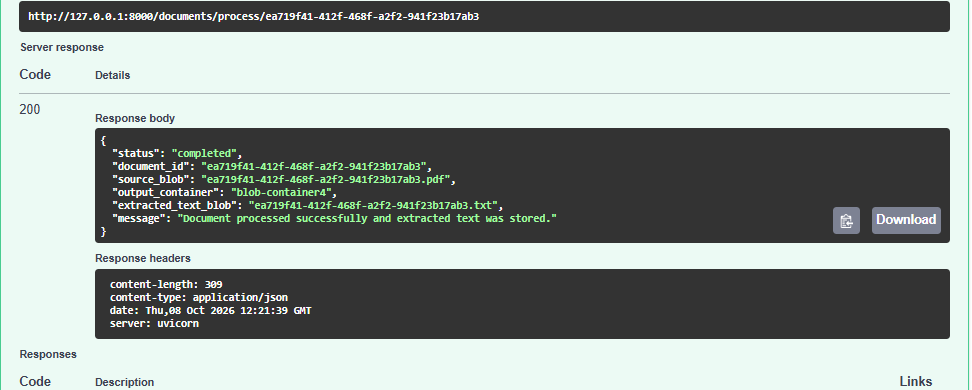 http://127.0.0.1:8000/documents/process/ea719f41-412f-468f-a2f2-941f23b17ab3
Server response
Code Details
200
Response body
{
"status": "completed",
"document_id": "ea719f41-412f-468f-a2f2-941f23b17ab3",
"source_blob": "ea719f41-412f-468f-a2f2-941f23b17ab3.pdf",
"output_container": "blob-container4",
"extracted_text_blob": "ea719f41-412f-468f-a2f2-941f23b17ab3.txt",
"message": "Document processed successfully and extracted text was stored."
}
Download
Response headers
content-length: 309
content-type: application/json
date: Thu,08 Oct 2026 12:21:39 GMT
server: uvicorn
Responses
Code Description Links